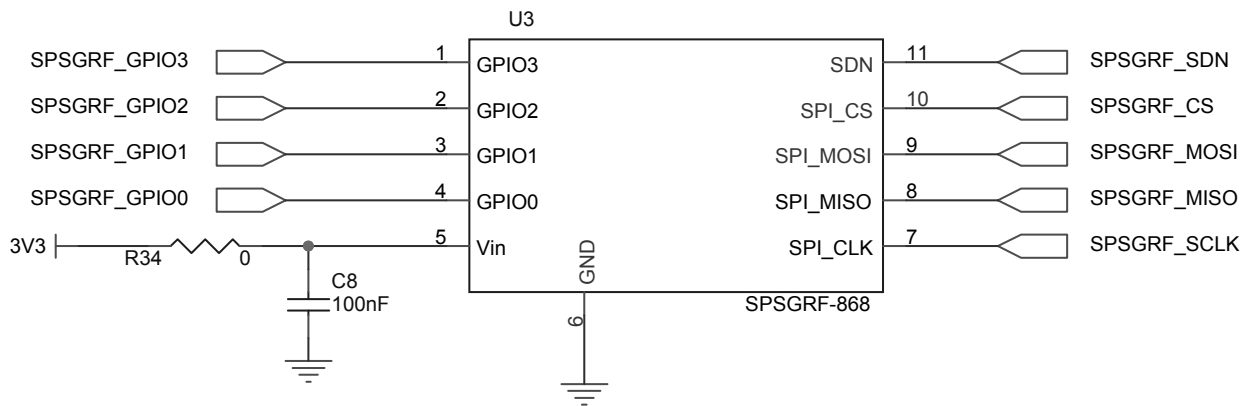 U3
SPSGRF_GPIO3 1 GPIO3 SDN 11 SPSGRF_SDN
SPSGRF_GPIO2 2 GPIO2 SPI_CS 10 SPSGRF_CS
SPSGRF_GPIO1 3 GPIO1 SPI_MOSI 9 SPSGRF_MOSI
SPSGRF_GPIO0 4 GPIO0 SPI_MISO 8 SPSGRF_MISO
3V3 R34 0 5 Vin SPI_CLK 7 SPSGRF_SCLK
GND
C8
100nF
6
SPSGRF-868